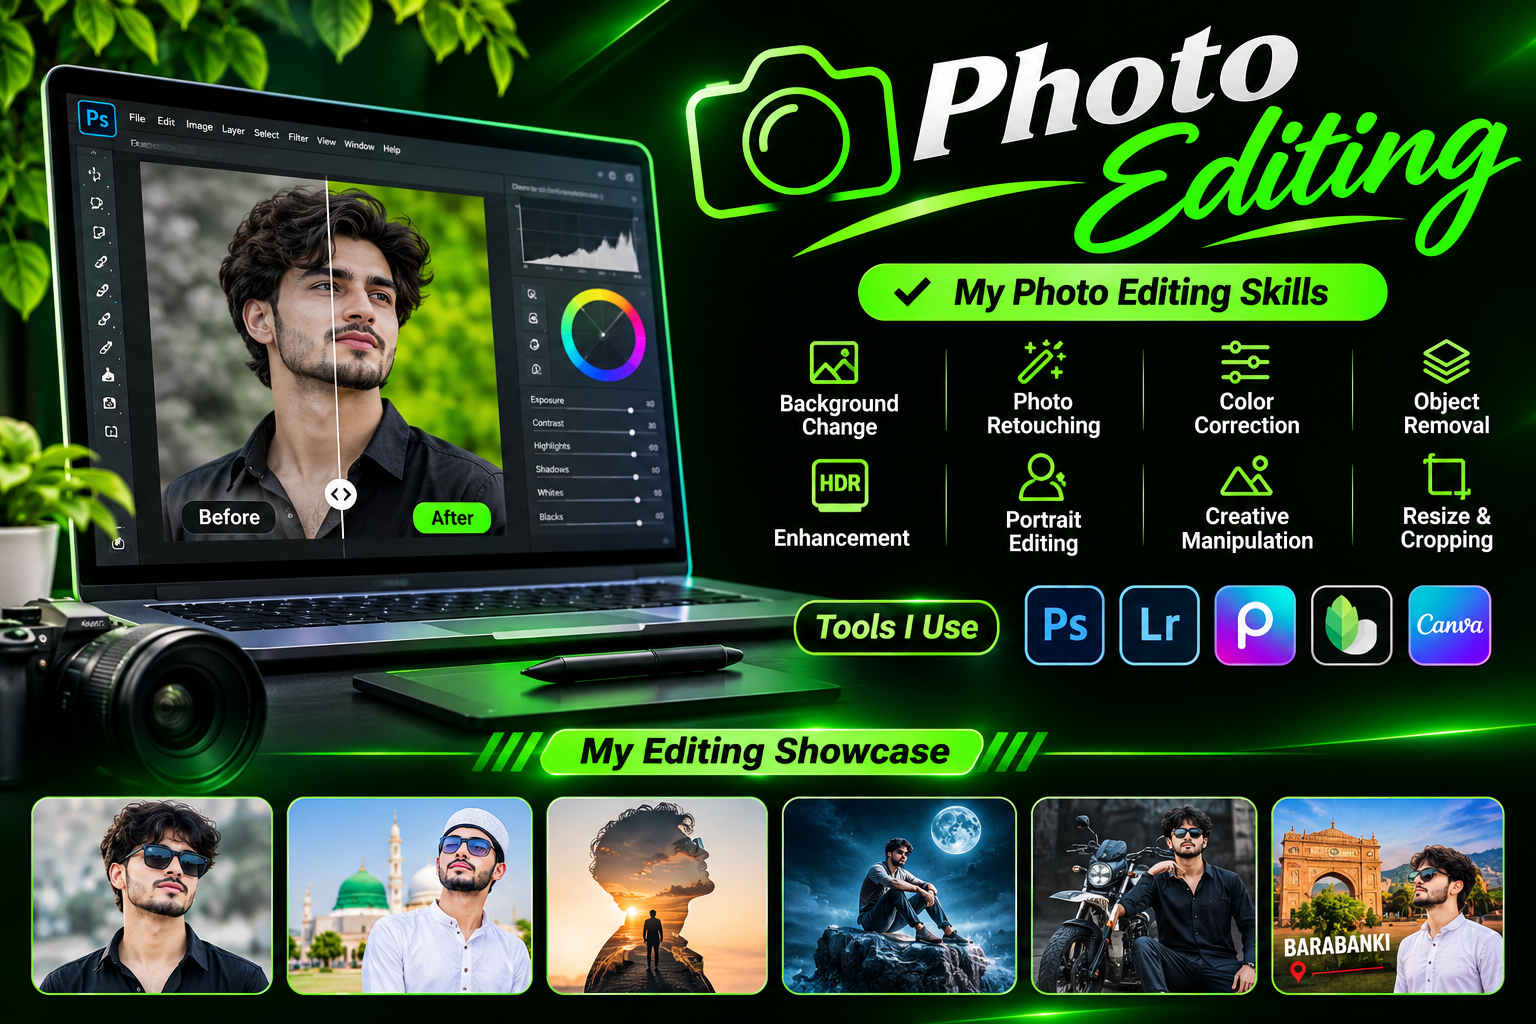 Ps
File Edit Image Layer Select Filter View Window Help
Exposure
Contrast
Highlights
Shadows
Whites
Blacks
Before
After
Photo
Editing
My Photo Editing Skills
Background
Change
Photo
Retouching
Color
Correction
Object
Removal
HDR
Enhancement
Portrait
Editing
Creative
Manipulation
Resize &
Cropping
Tools I Use
Ps
Lr
P
Canva
My Editing Showcase
BARABANKI